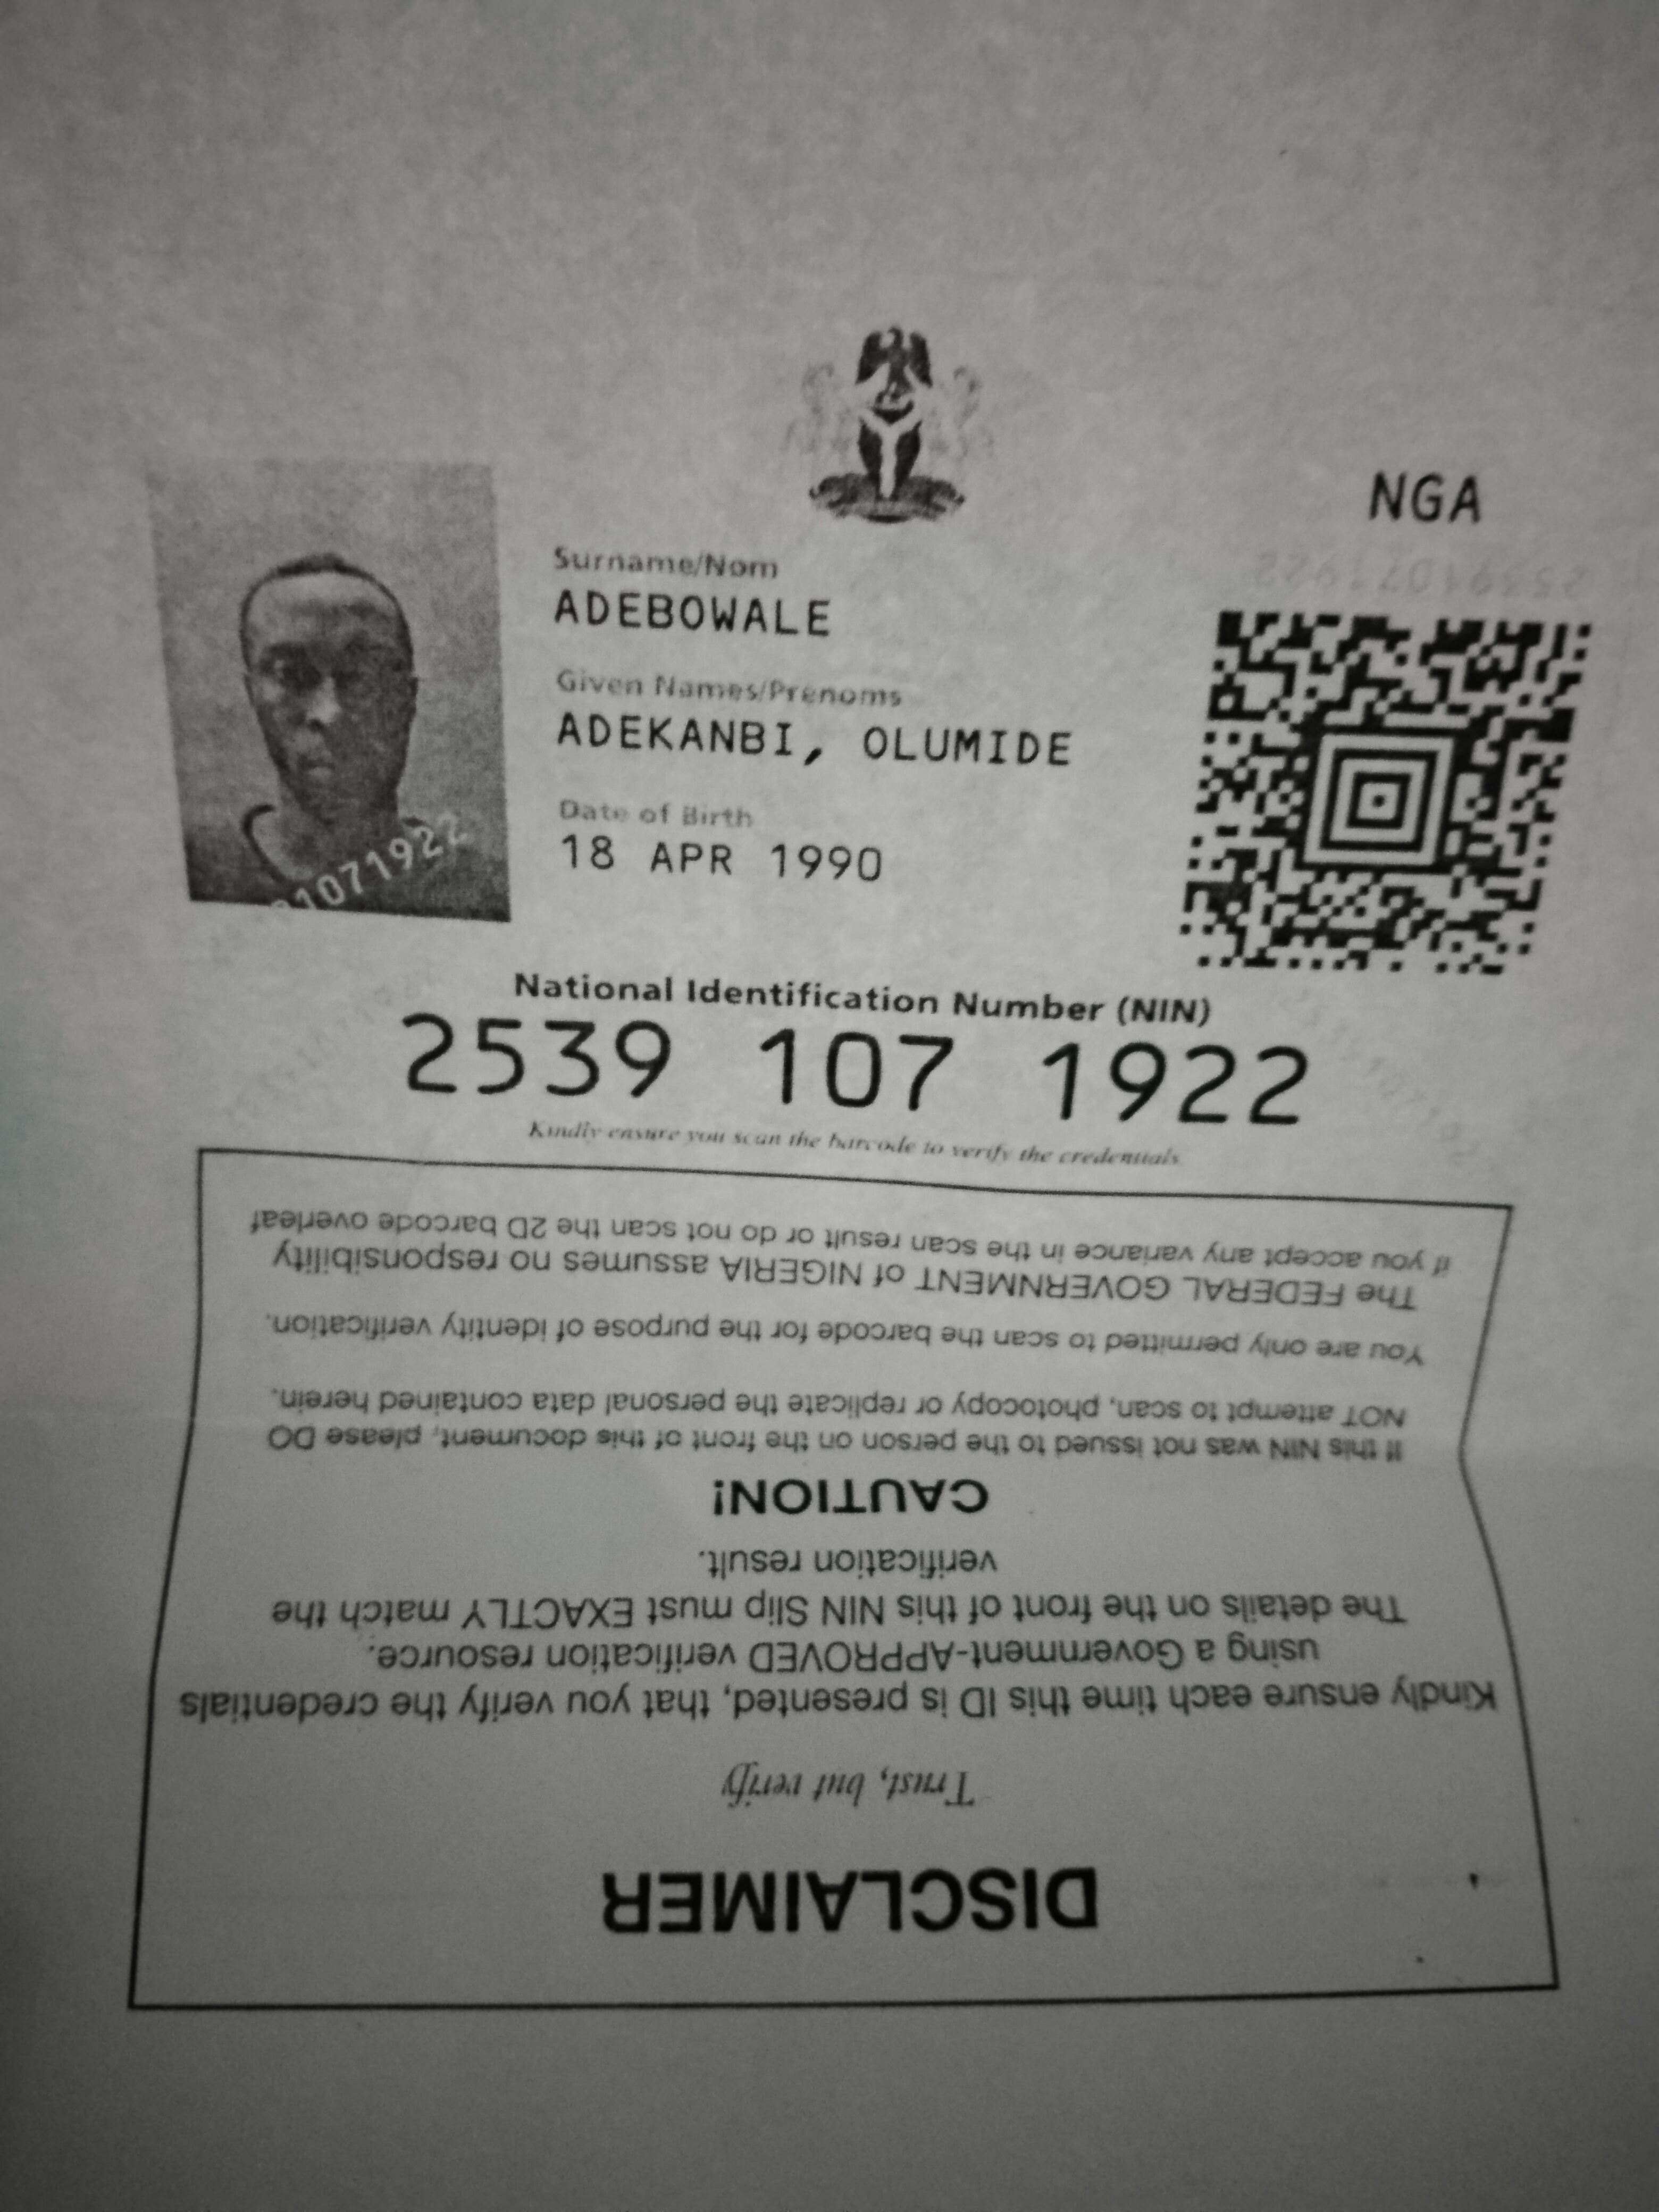 NGA
Surname/Nom
ADEBOWALE
Given Names/Prenoms
ADEKANBI, OLUMIDE
Date of Birth
18 APR 1990
1071922
National Identification Number (NIN)
2539 107 1922
Kindly ensure you scan the barcode to verify the credentials
DISCLAIMER
Trust, but verify
Kindly ensure each time this ID is presented, that you verify the credentials
using a Government-APPROVED verification resource.
The details on the front of this NIN Slip must EXACTLY match the
verification result.
CAUTION!
If this NIN was not issued to the person on the front of this document, please DO
NOT attempt to scan, photocopy or replicate the personal data contained herein.
You are only permitted to scan the barcode for the purpose of identity verification.
The FEDERAL GOVERNMENT of NIGERIA assumes no responsibility
if you accept any variance in the scan result or do not scan the 2D barcode overleaf